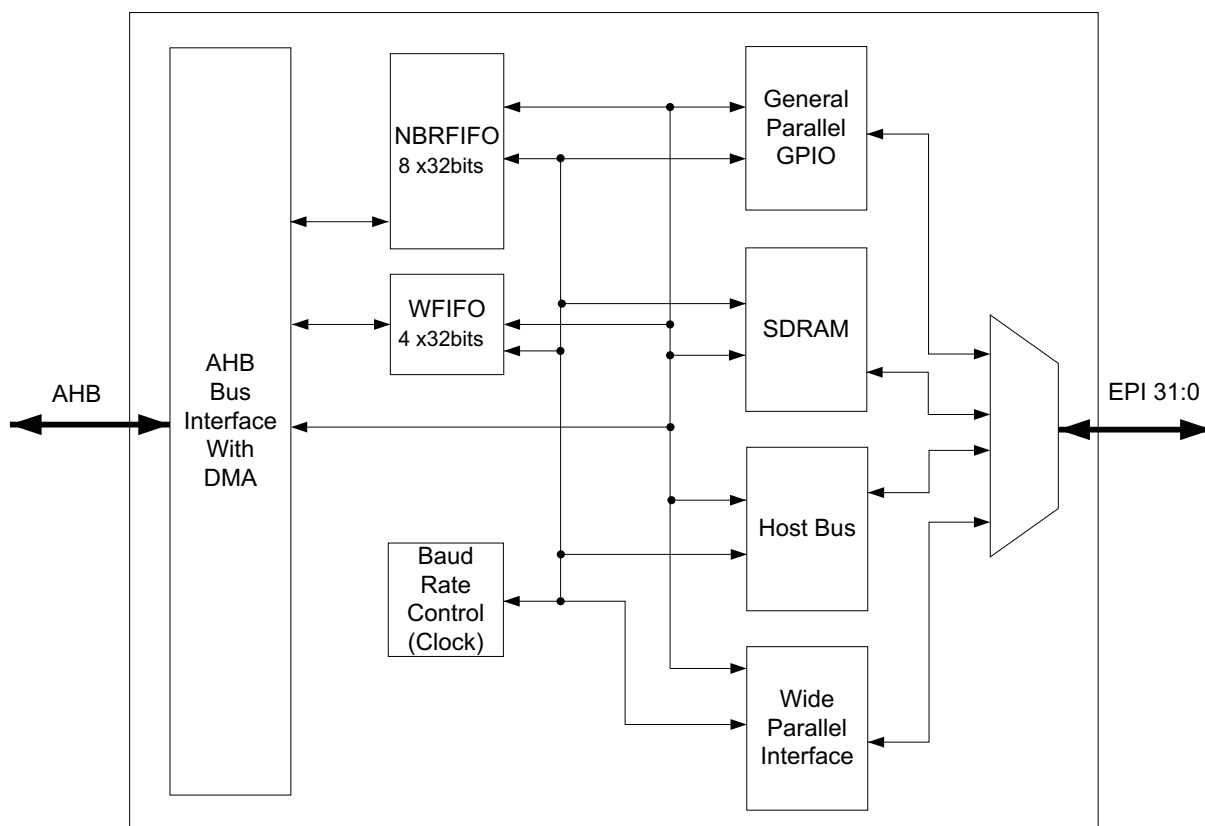 AHB
AHB
Bus
Interface
With
DMA
NBRFIFO
8 x32bits
WFIFO
4 x32bits
Baud
Rate
Control
(Clock)
General
Parallel
GPIO
SDRAM
Host Bus
Wide
Parallel
Interface
EPI 31:0